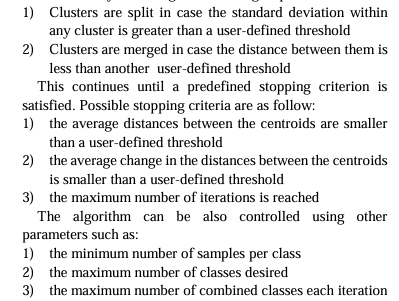 1) Clusters are split in case the standard deviation within
any cluster is greater than a user-defined threshold
2) Clusters are merged in case the distance between them is
less than another user-defined threshold
This continues until a predefined stopping criterion is
satisfied. Possible stopping criteria are as follow:
1) the average distances between the centroids are smaller
than a user-defined threshold
2) the average change in the distances between the centroids
is smaller than a user-defined threshold
3) the maximum number of iterations is reached
The algorithm can be also controlled using other
parameters such as:
1) the minimum number of samples per class
2) the maximum number of classes desired
3) the maximum number of combined classes each iteration